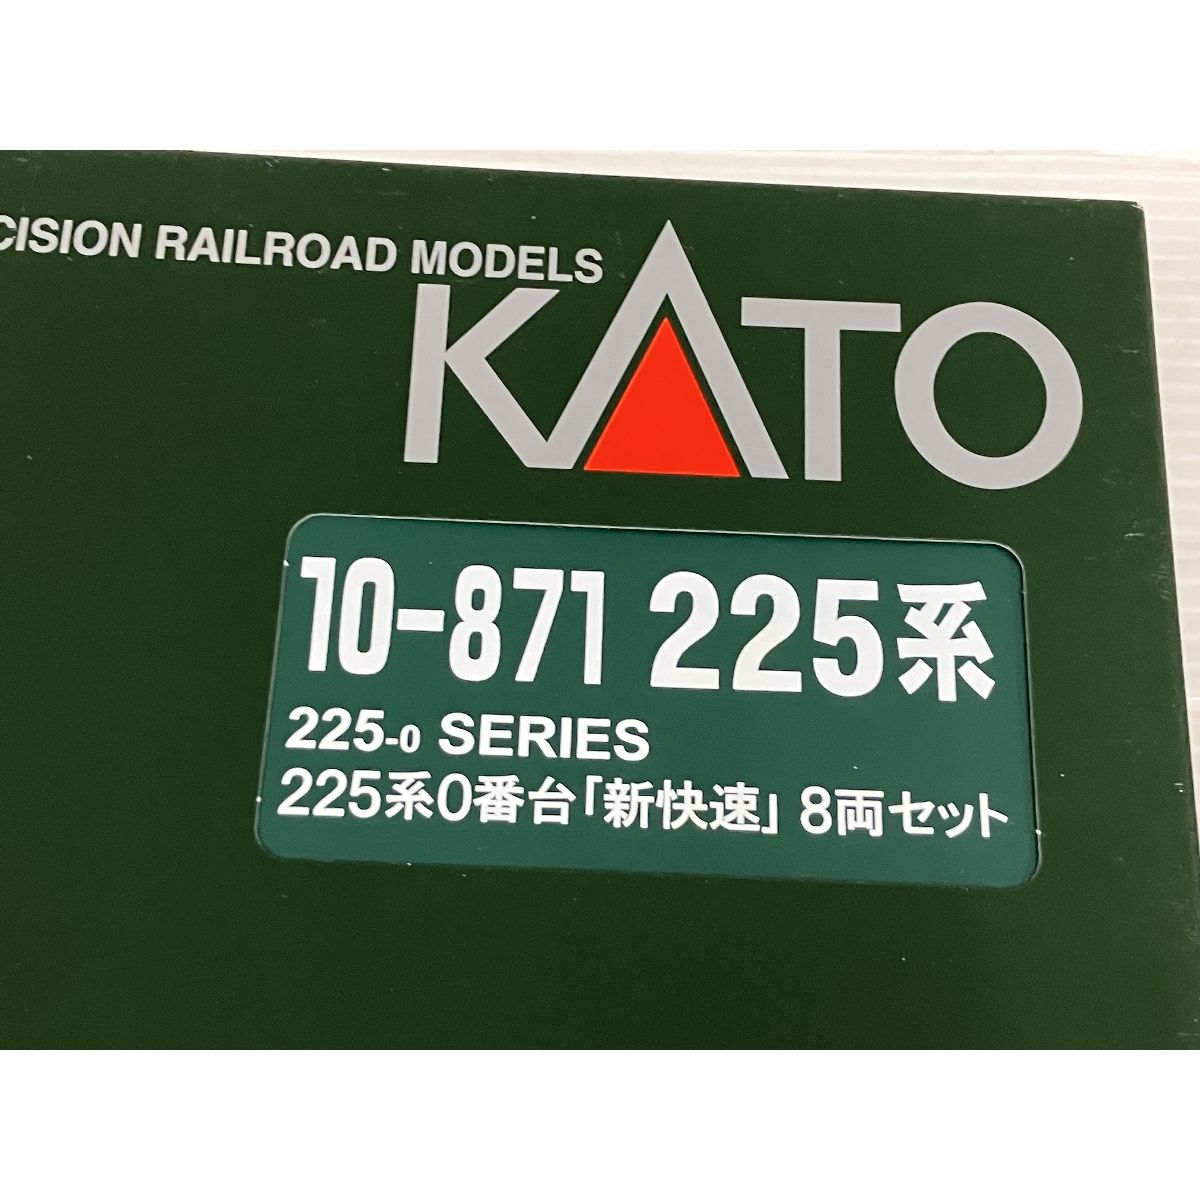 CISION RAILROAD MODELS
KATO
10-871 225系
225-0 SERIES
225系0番台「新快速」 8両セット